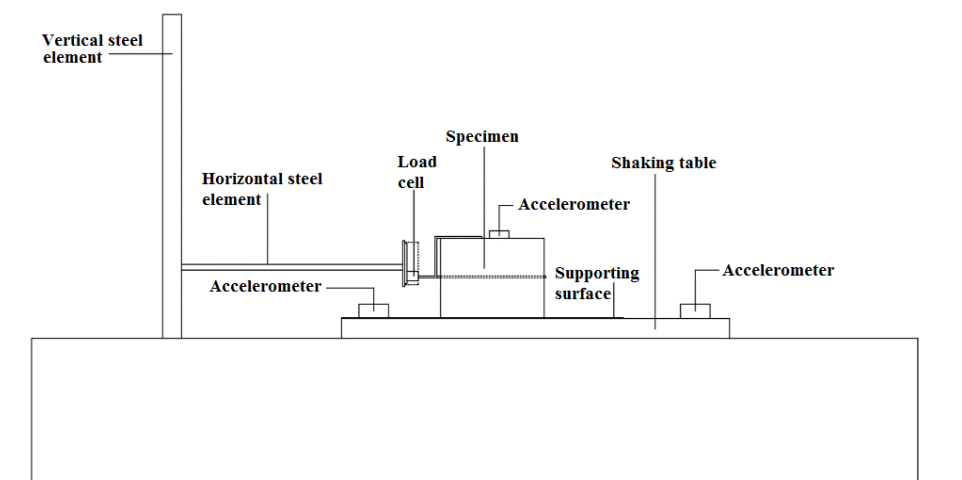 Vertical steel
element
Specimen
Load
cell
Shaking table
Horizontal steel
element
Accelerometer
Supporting
surface
Accelerometer
Accelerometer